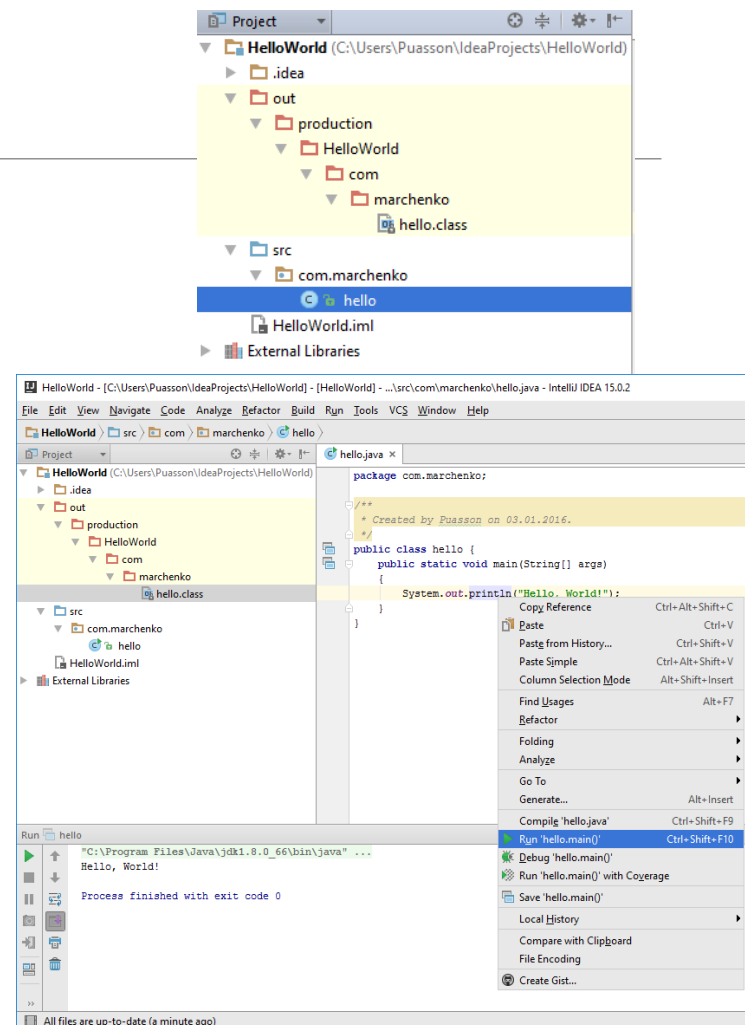 Project
HelloWorld (C:\Users\Puasson\IdeaProjects\HelloWorld)
.idea
out
production
HelloWorld
com
marchenko
hello.class
src
com.marchenko
hello
HelloWorld.iml
External Libraries
HelloWorld - [C:\Users\Puasson\IdeaProjects\HelloWorld] - [HelloWorld] - ...\src\com\marchenko\hello.java - IntelliJ IDEA 15.0.2
File Edit View Navigate Code Analyze Refactor Build Run Tools VCS Window Help
HelloWorld src com marchenko hello
Project
hello.java
HelloWorld (C:\Users\Puasson\IdeaProjects\HelloWorld)
.idea
out
production
HelloWorld
com
marchenko
hello.class
src
com.marchenko
hello
HelloWorld.iml
External Libraries
package com.marchenko;
/**
* Created by Puasson on 03.01.2016.
*/
public class hello {
public static void main(String[] args)
{
System.out.println("Hello, World!");
}
}
Copy Reference Ctrl+Alt+Shift+C
Paste Ctrl+V
Paste from History... Ctrl+Shift+V
Paste Simple Ctrl+Alt+Shift+V
Column Selection Mode Alt+Shift+Insert
Find Usages Alt+F7
Refactor
Folding
Analyze
Go To
Generate... Alt+Insert
Compile 'hello.java' Ctrl+Shift+F9
Run 'hello.main()' Ctrl+Shift+F10
Debug 'hello.main()'
Run 'hello.main()' with Coverage
Save 'hello.main()'
Local History
Compare with Clipboard
File Encoding
Create Gist...
Run hello
"C:\Program Files\Java\jdk1.8.0_66\bin\java" ...
Hello, World!
Process finished with exit code 0
All files are up-to-date (a minute ago)